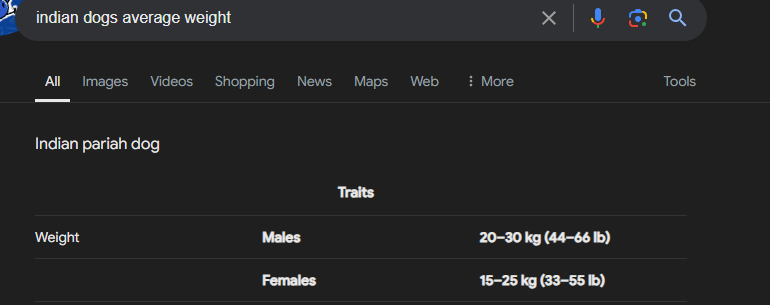 indian dogs average weight
All Images Videos Shopping News Maps Web More Tools
Indian pariah dog
Traits
Weight Males 20–30 kg (44–66 lb)
Females 15–25 kg (33–55 lb)